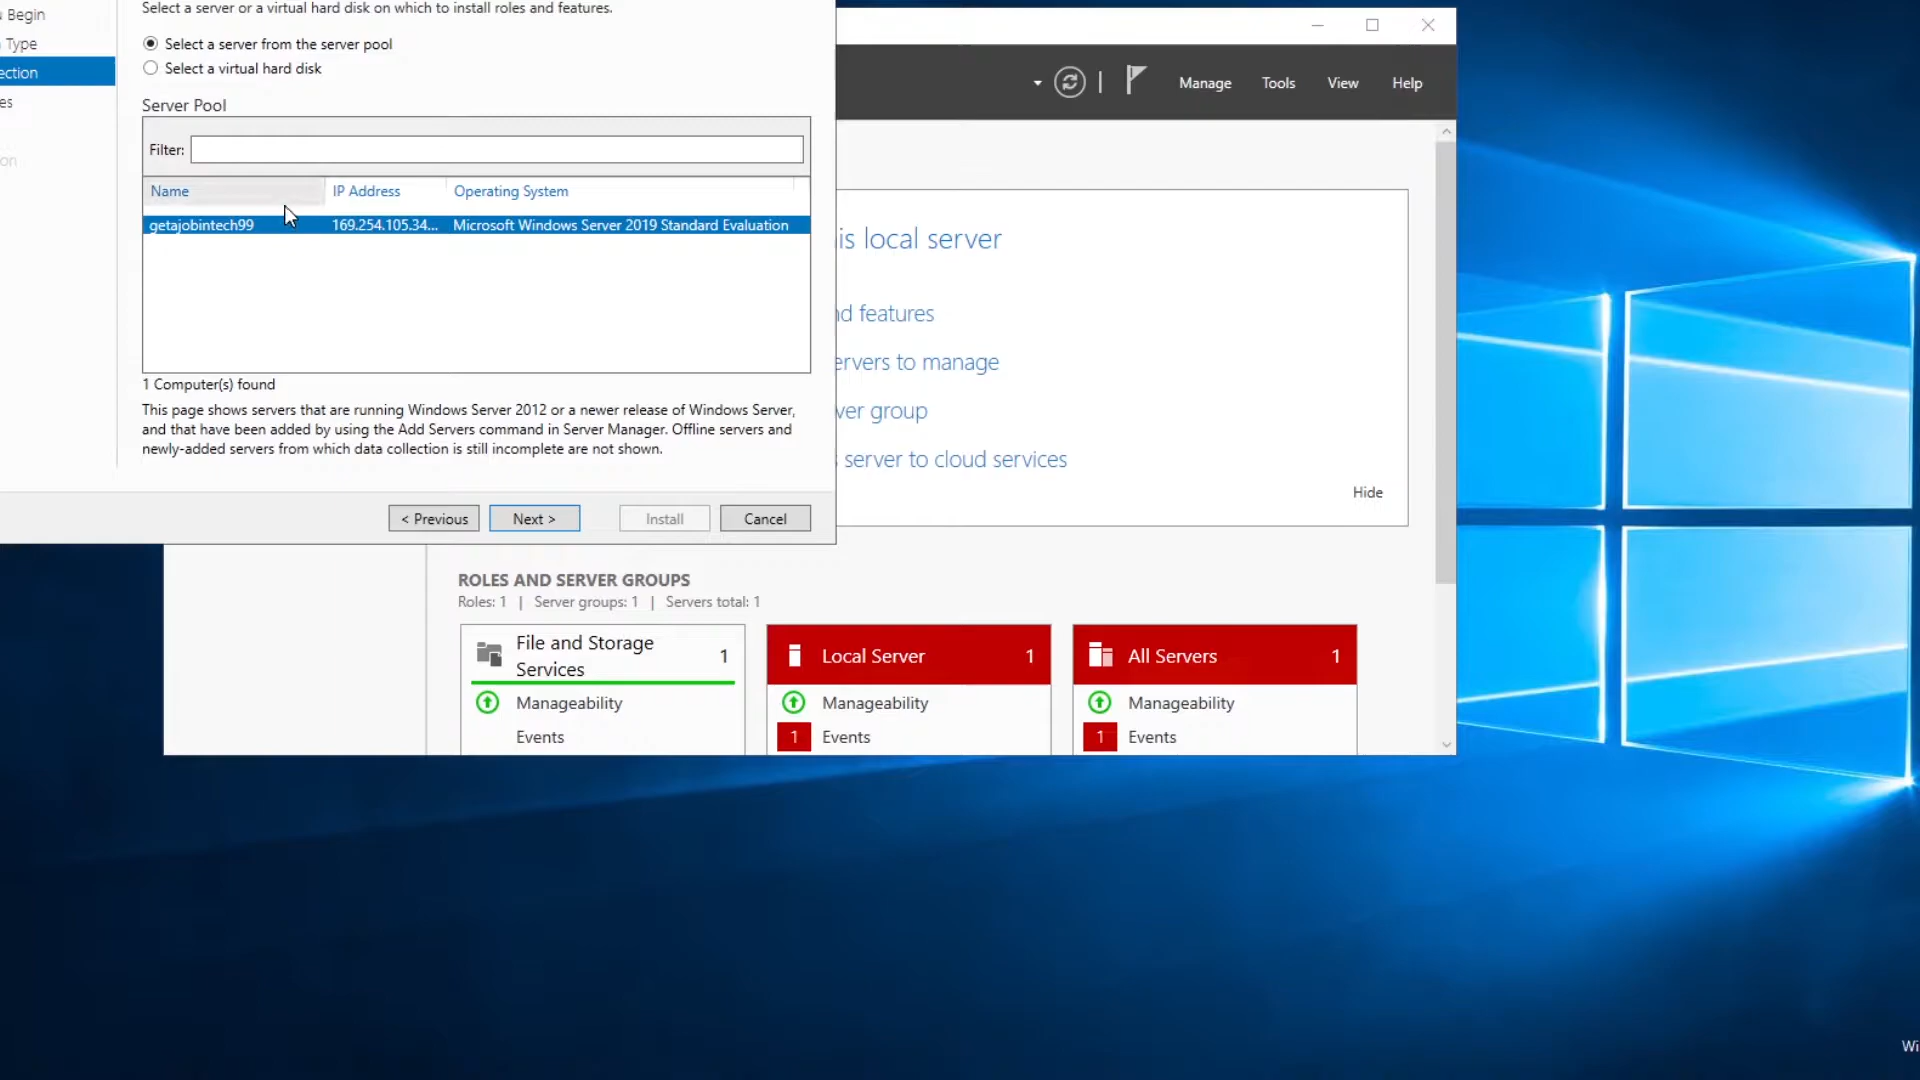 u Begin
Type
ection
es
on
Select a server or a virtual hard disk on which to install roles and features.
Select a server from the server pool
Select a virtual hard disk
Server Pool
Filter:
Name IP Address Operating System
getajobintech99 169.254.105.34... Microsoft Windows Server 2019 Standard Evaluation
1 Computer(s) found
This page shows servers that are running Windows Server 2012 or a newer release of Windows Server,
and that have been added by using the Add Servers command in Server Manager. Offline servers and
newly-added servers from which data collection is still incomplete are not shown.
< Previous Next > Install Cancel
Manage Tools View Help
is local server
nd features
ervers to manage
ver group
server to cloud services
Hide
ROLES AND SERVER GROUPS
Roles: 1 | Server groups: 1 | Servers total: 1
File and Storage
Services 1
Manageability
Events
Local Server 1
Manageability
1 Events
All Servers 1
Manageability
1 Events
Wi